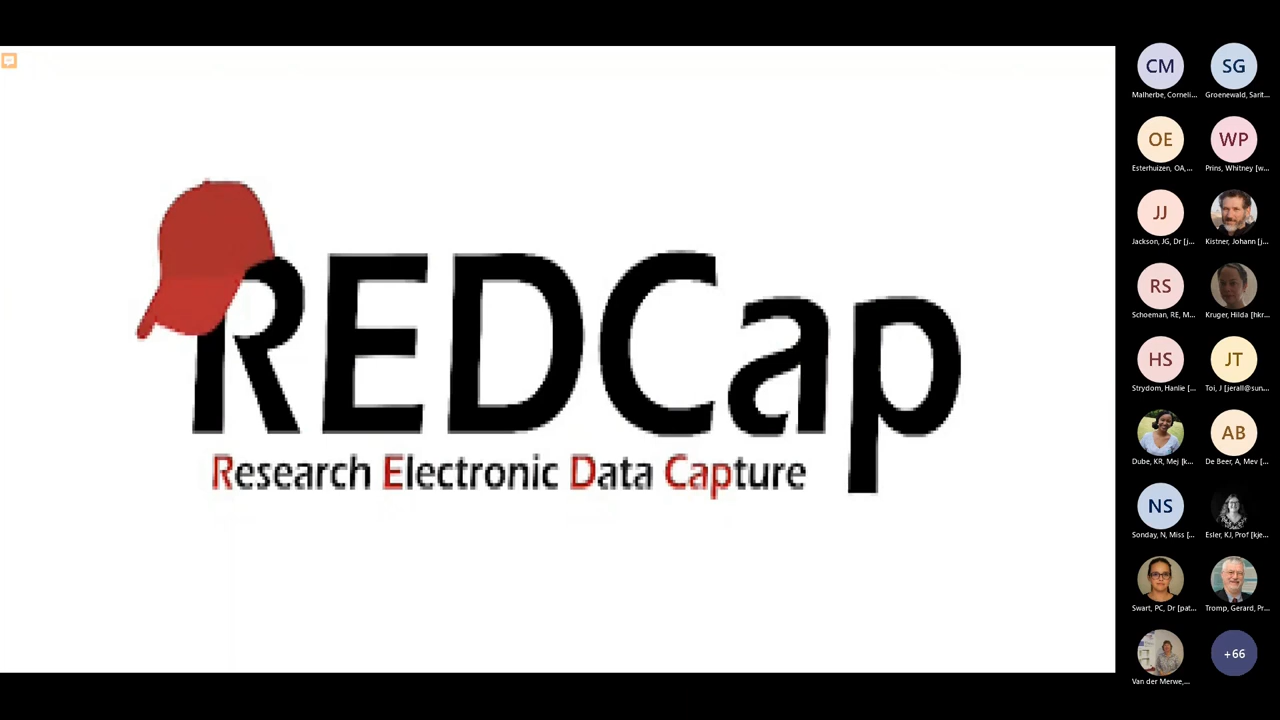 REDCap
Research Electronic Data Capture
CM
SG
Malherbe, Corneli...
Groenewald, Sarit...
OE
WP
Esterhuizen, OA,...
Prins, Whitney [w...
JJ
Jackson, JG, Dr [j...
Kistner, Johann [j...
RS
Schoeman, RE, M...
Kruger, Hilda [hkr...
HS
JT
Strydom, Hanlie [...
Toi, J [jerall@sun...
AB
Dube, KR, Mej [k...
De Beer, A, Mev [...
NS
Sonday, N, Miss [...
Esler, KJ, Prof [kje...
Swart, PC, Dr [pat...
Tromp, Gerard, Pr...
+66
Van der Merwe,...